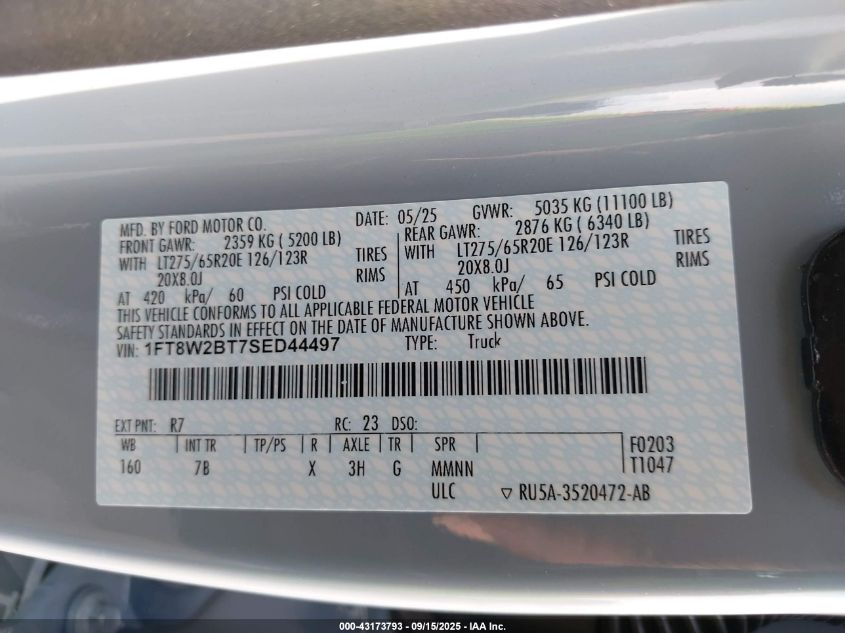 MFD. BY FORD MOTOR CO. DATE: 05/25 GVWR: 5035 KG (11100 LB)
FRONT GAWR: 2359 KG ( 5200 LB) REAR GAWR: 2876 KG ( 6340 LB)
WITH LT275/65R20E 126/123R TIRES WITH LT275/65R20E 126/123R TIRES
20X8.0J RIMS 20X8.0J RIMS
AT 420 kPa/ 60 PSI COLD AT 450 kPa/ 65 PSI COLD
THIS VEHICLE CONFORMS TO ALL APPLICABLE FEDERAL MOTOR VEHICLE
SAFETY STANDARDS IN EFFECT ON THE DATE OF MANUFACTURE SHOWN ABOVE.
VIN: 1FT8W2BT7SED44497 TYPE: Truck
EXT PNT: R7 RC: 23 DSO:
WB INT TR TP/PS R AXLE TR SPR F0203
160 7B X 3H G MMNN T1047
ULC ▽ RU5A-3520472-AB
000-43173793 - 09/15/2025 - IAA Inc.